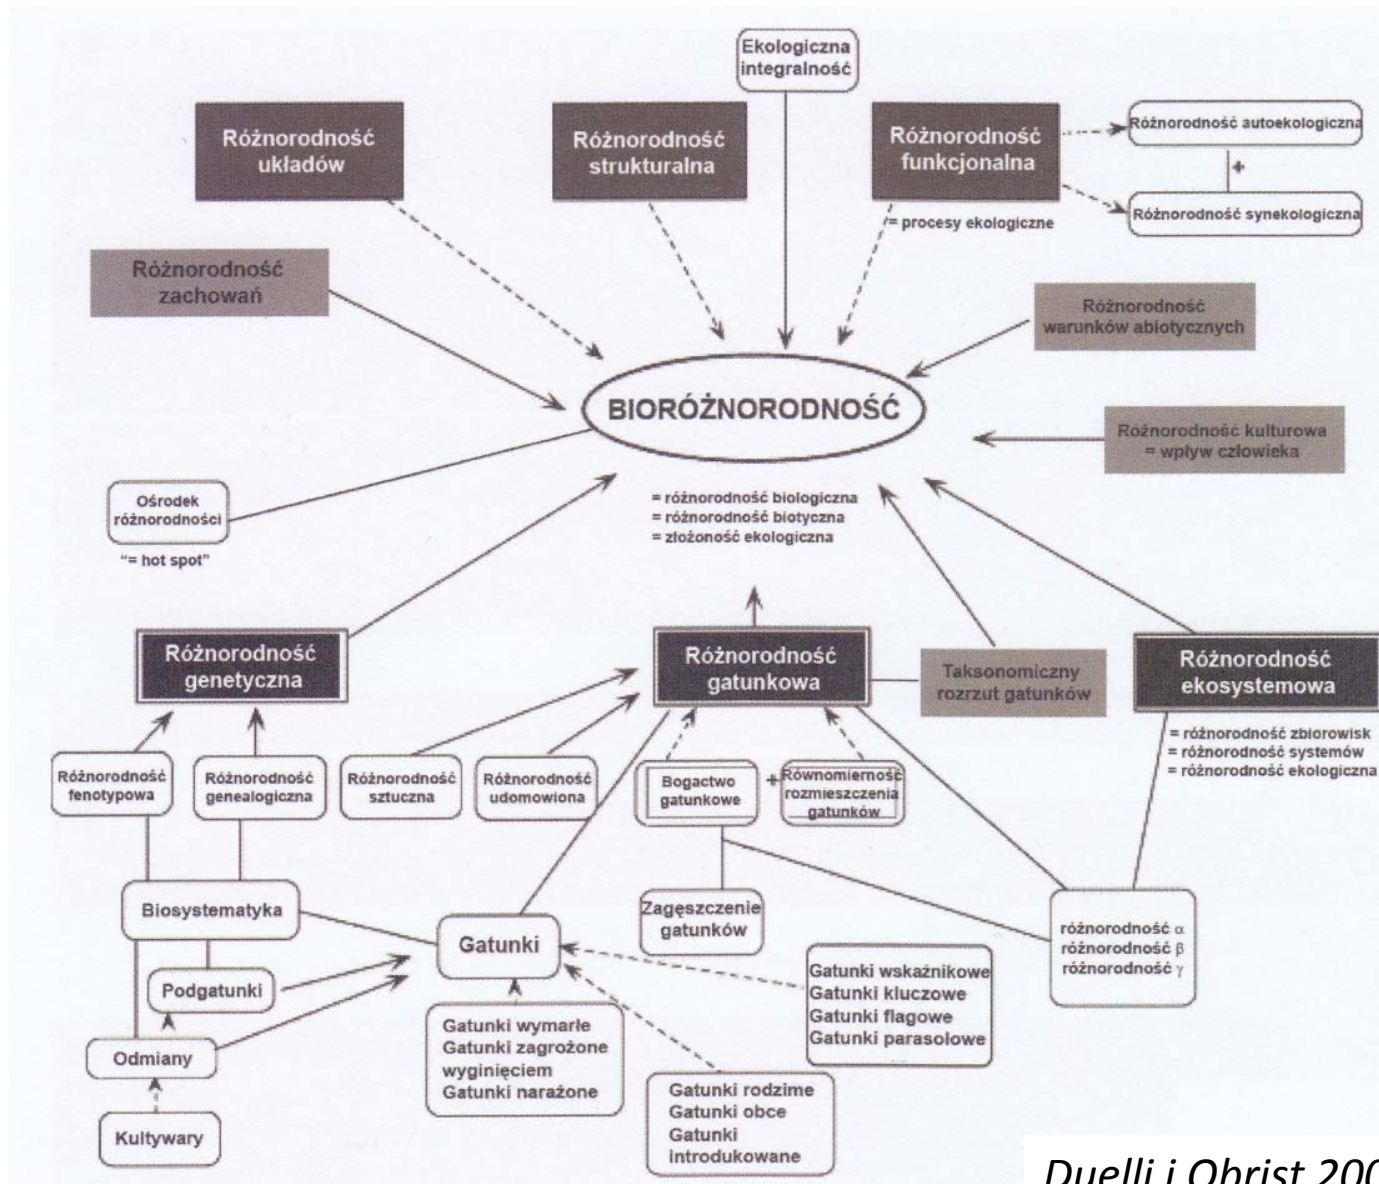 Ekologiczna
integralność
Różnorodność
układów
Różnorodność
strukturalna
Różnorodność
funkcjonalna
= procesy ekologiczne
Różnorodność autoekologiczna
+
Różnorodność synekologiczna
Różnorodność
zachowań
Różnorodność
warunków abiotycznych
BIORÓŻNORODNOŚĆ
Różnorodność kulturowa
= wpływ człowieka
Ośrodek
różnorodności
“= hot spot”
= różnorodność biologiczna
= różnorodność biotyczna
= złożoność ekologiczna
Różnorodność
genetyczna
Różnorodność
gatunkowa
Taksonomiczny
rozrzut gatunków
Różnorodność
ekosystemowa
= różnorodność zbiorowisk
= różnorodność systemów
= różnorodność ekologiczna
Różnorodność
fenotypowa
Różnorodność
genealogiczna
Różnorodność
sztuczna
Różnorodność
udomowiona
Bogactwo
gatunkowe
+
Równomierność
rozmieszczenia
gatunków
Biosystematyka
Gatunki
Zagęszczenie
gatunków
różnorodność α
różnorodność β
różnorodność γ
Podgatunki
Gatunki wskaźnikowe
Gatunki kluczowe
Gatunki flagowe
Gatunki parasolowe
Odmiany
Gatunki wymarłe
Gatunki zagrożone
wyginięciem
Gatunki narażone
Kultywary
Gatunki rodzime
Gatunki obce
Gatunki
introdukowane
Duelli i Obrist